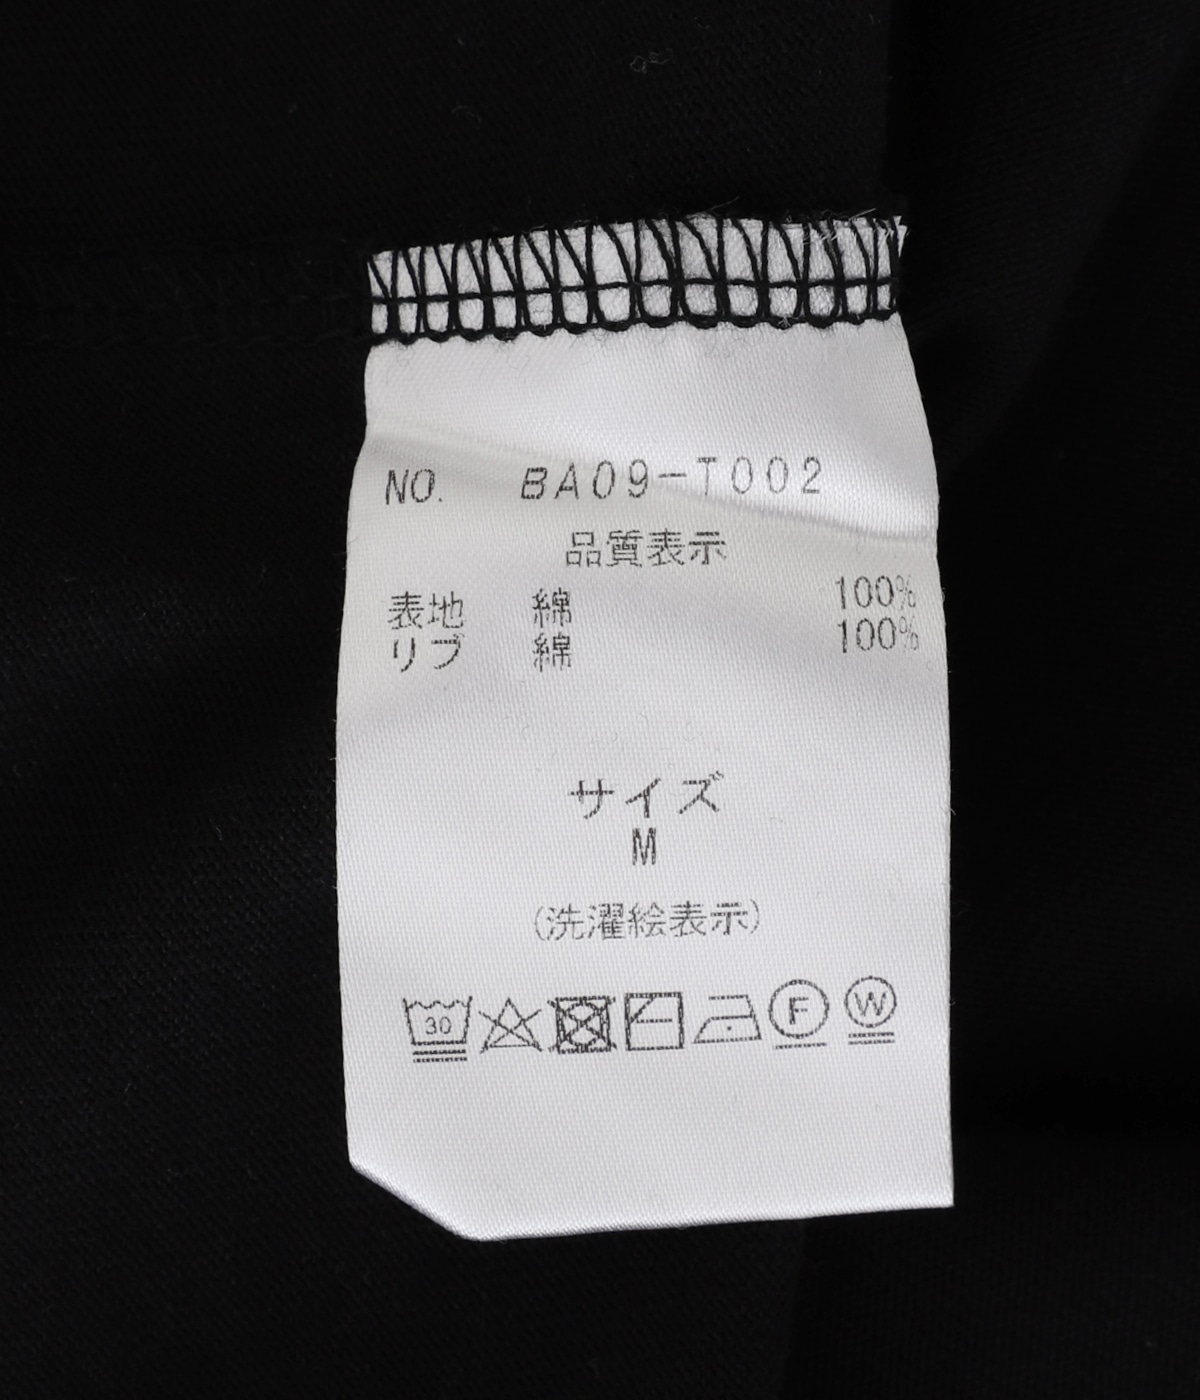 NO. BA09-T002
品質表示
表地 綿 100%
リブ 綿 100%
サイズ
M
(洗濯絵表示)
30 F W